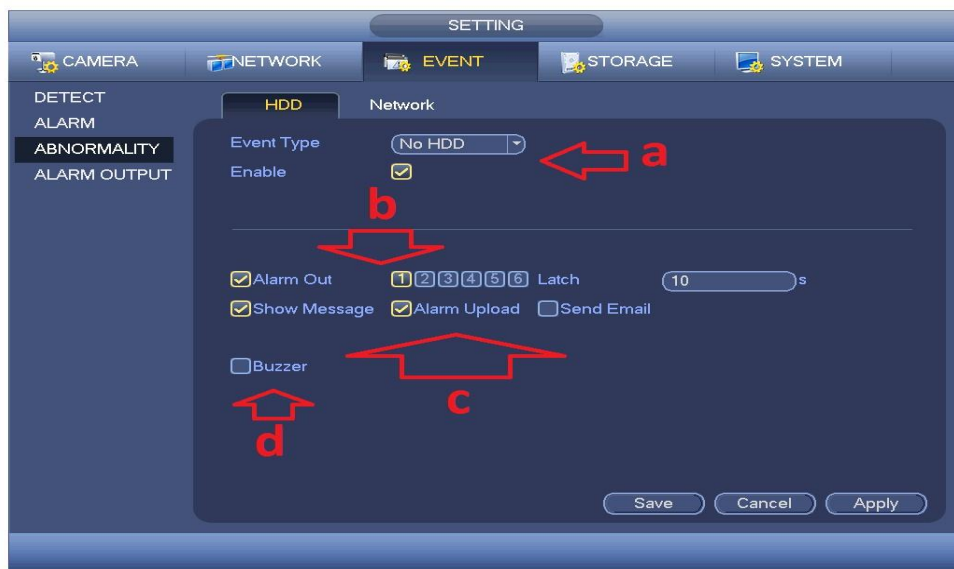 SETTING
CAMERA NETWORK EVENT STORAGE SYSTEM
DETECT
ALARM
ABNORMALITY
ALARM OUTPUT
HDD Network
Event Type No HDD
a
Enable
b
Alarm Out 1 2 3 4 5 6 Latch 10 s
Show Message Alarm Upload Send Email
Buzzer
c
d
Save Cancel Apply